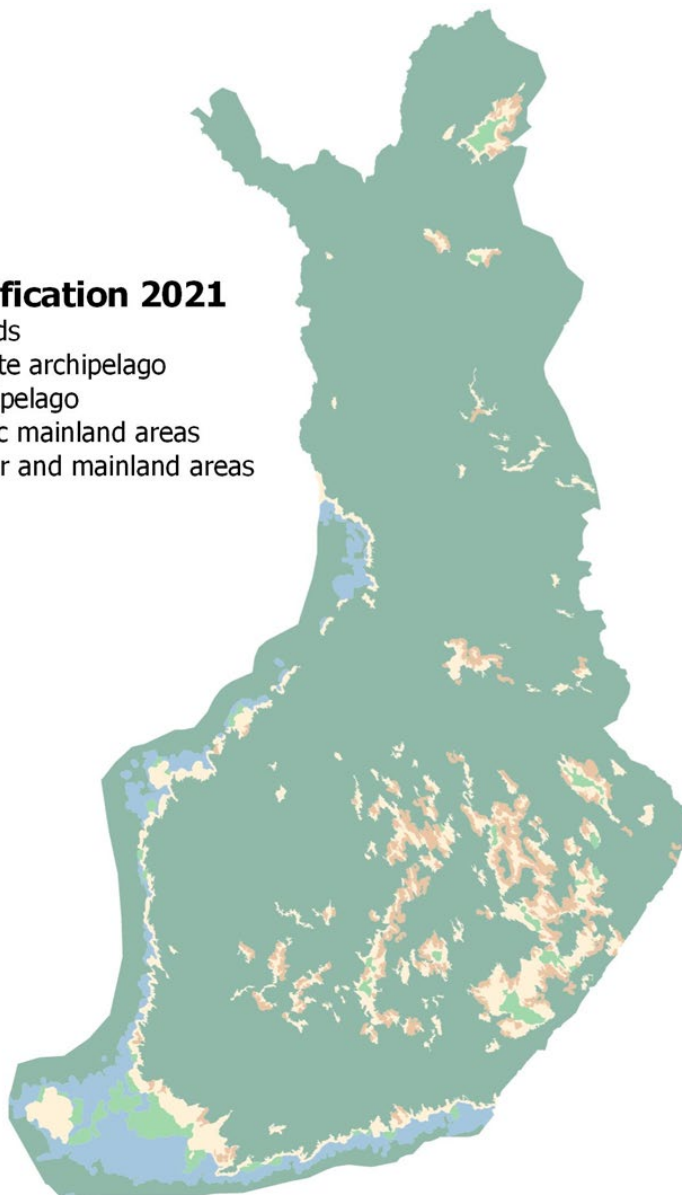 fication 2021
ds
te archipelago
pelago
c mainland areas
r and mainland areas